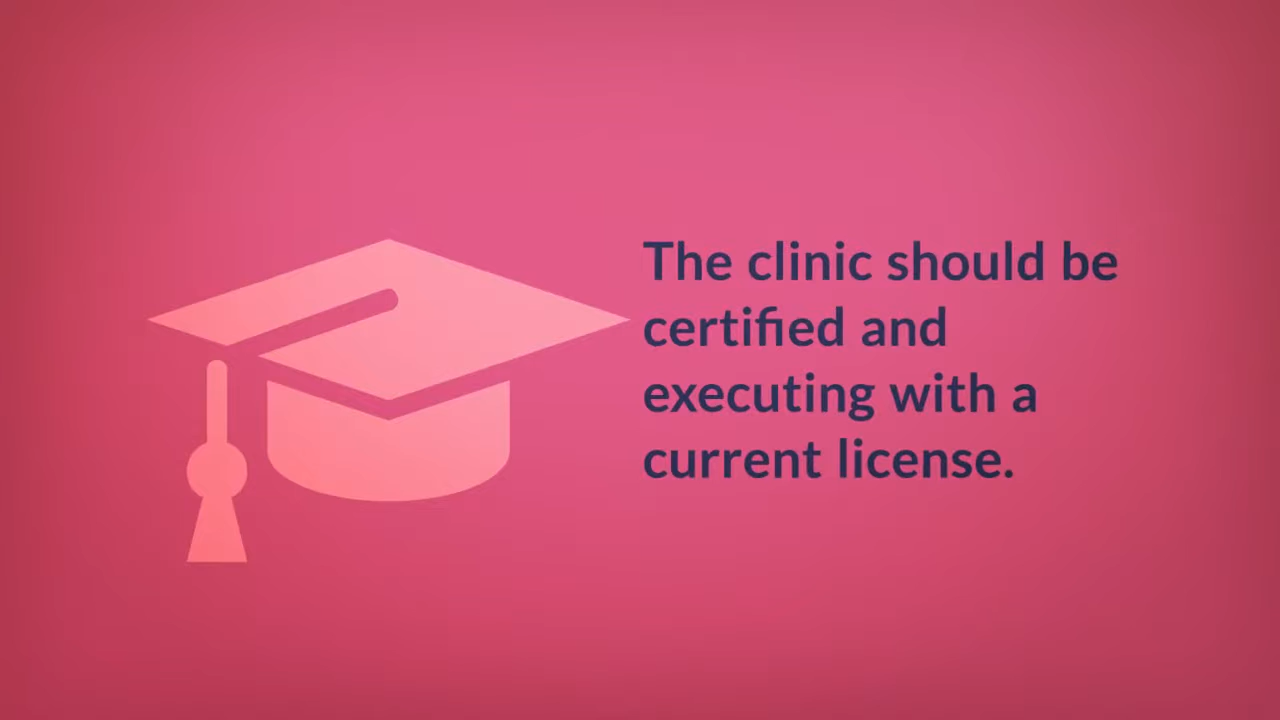 The clinic should be
certified and
executing with a
current license.